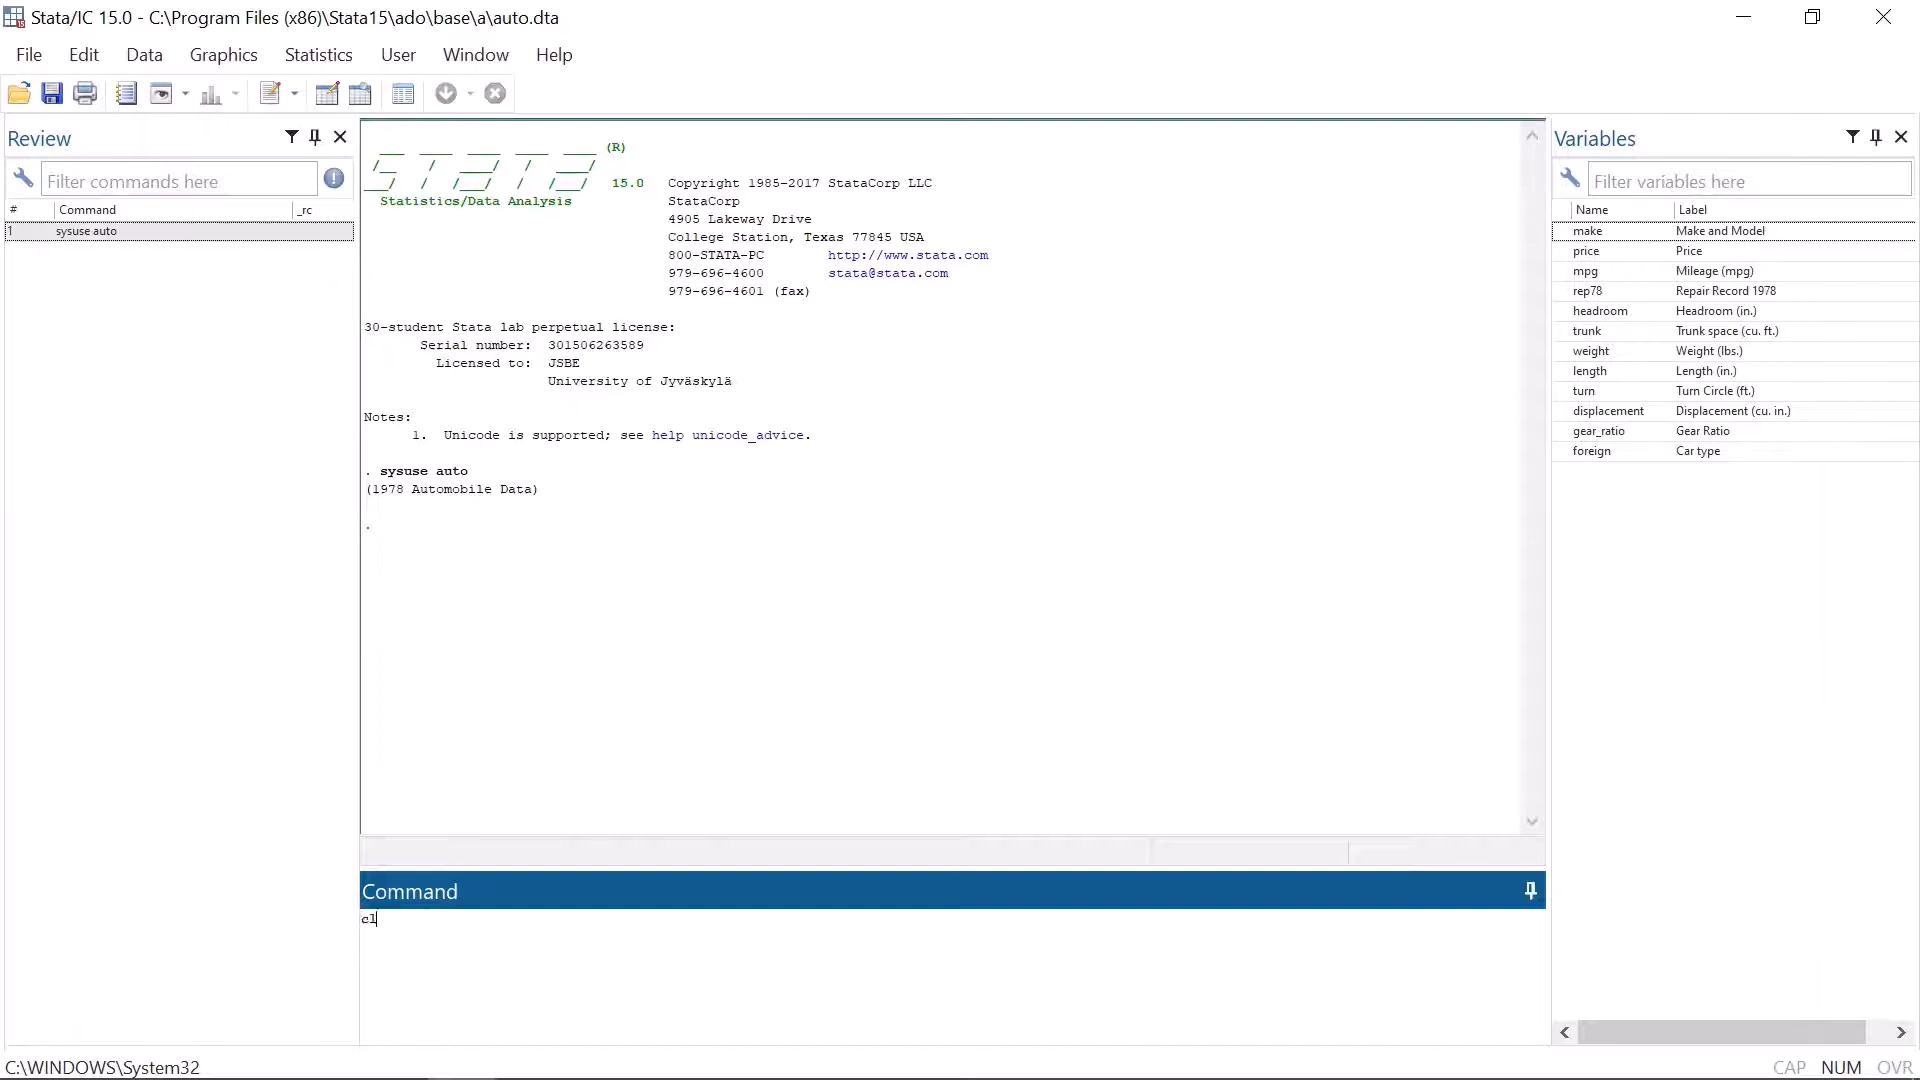 Stata/IC 15.0 - C:\Program Files (x86)\Stata15\ado\base\a\auto.dta
File Edit Data Graphics Statistics User Window Help
Review
Filter commands here
# Command _rc
1 sysuse auto
STATA (R)
15.0 Copyright 1985-2017 StataCorp LLC
Statistics/Data Analysis StataCorp
4905 Lakeway Drive
College Station, Texas 77845 USA
800-STATA-PC http://www.stata.com
979-696-4600 stata@stata.com
979-696-4601 (fax)
30-student Stata lab perpetual license:
Serial number: 301506263589
Licensed to: JSBE
University of Jyväskylä
Notes:
1. Unicode is supported; see help unicode_advice.
. sysuse auto
(1978 Automobile Data)
.
Command
cl
Variables
Filter variables here
Name Label
make Make and Model
price Price
mpg Mileage (mpg)
rep78 Repair Record 1978
headroom Headroom (in.)
trunk Trunk space (cu. ft.)
weight Weight (lbs.)
length Length (in.)
turn Turn Circle (ft.)
displacement Displacement (cu. in.)
gear_ratio Gear Ratio
foreign Car type
C:\WINDOWS\System32
CAP NUM OVR